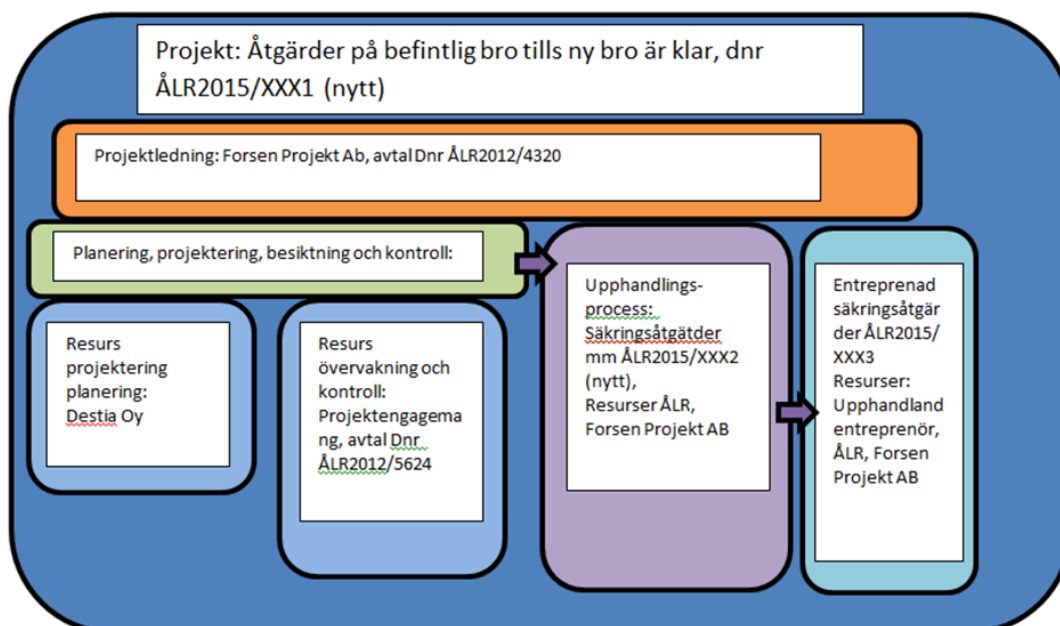 Projekt: Åtgärder på befintlig bro tills ny bro är klar, dnr
ÅLR2015/XXX1 (nytt)
Projektledning: Forsen Projekt Ab, avtal Dnr ÅLR2012/4320
Planering, projektering, besiktning och kontroll:
Resurs
projektering
planering:
Destia Oy
Resurs
övervakning och
kontroll:
Projektengagema
ng, avtal Dnr
ÅLR2012/5624
Upphandlings-
process:
Säkringsåtgätder
mm ÅLR2015/XXX2
(nytt),
Resurser ÅLR,
Forsen Projekt AB
Entreprenad
säkringsåtgär
der ÅLR2015/
XXX3
Resurser:
Upphandland
entreprenör,
ÅLR, Forsen
Projekt AB